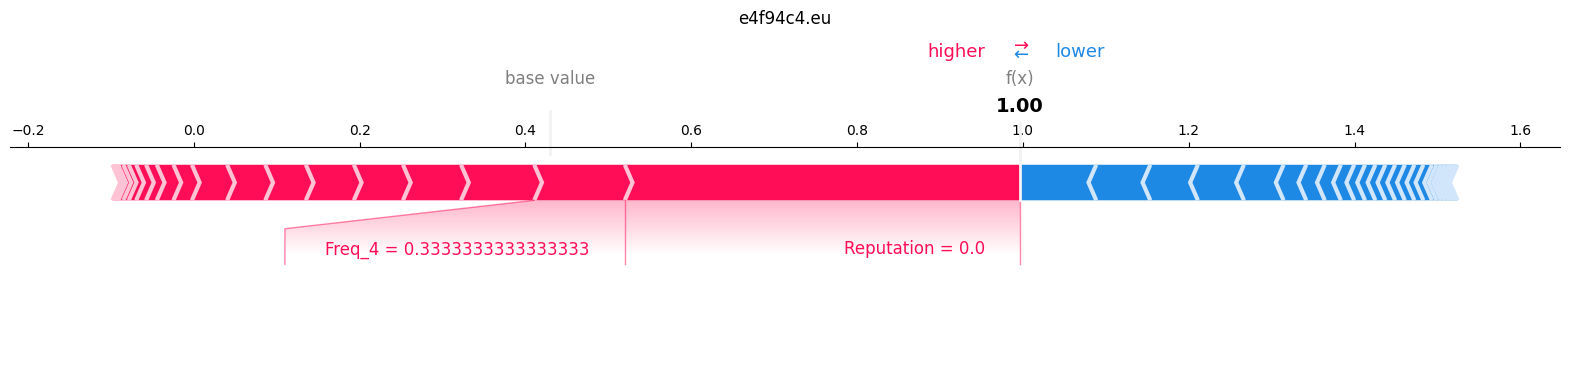 e4f94c4.eu
higher → ← lower
base value f(x)
1.00
−0.2 0.0 0.2 0.4 0.6 0.8 1.0 1.2 1.4 1.6
Freq_4 = 0.3333333333333333 Reputation = 0.0